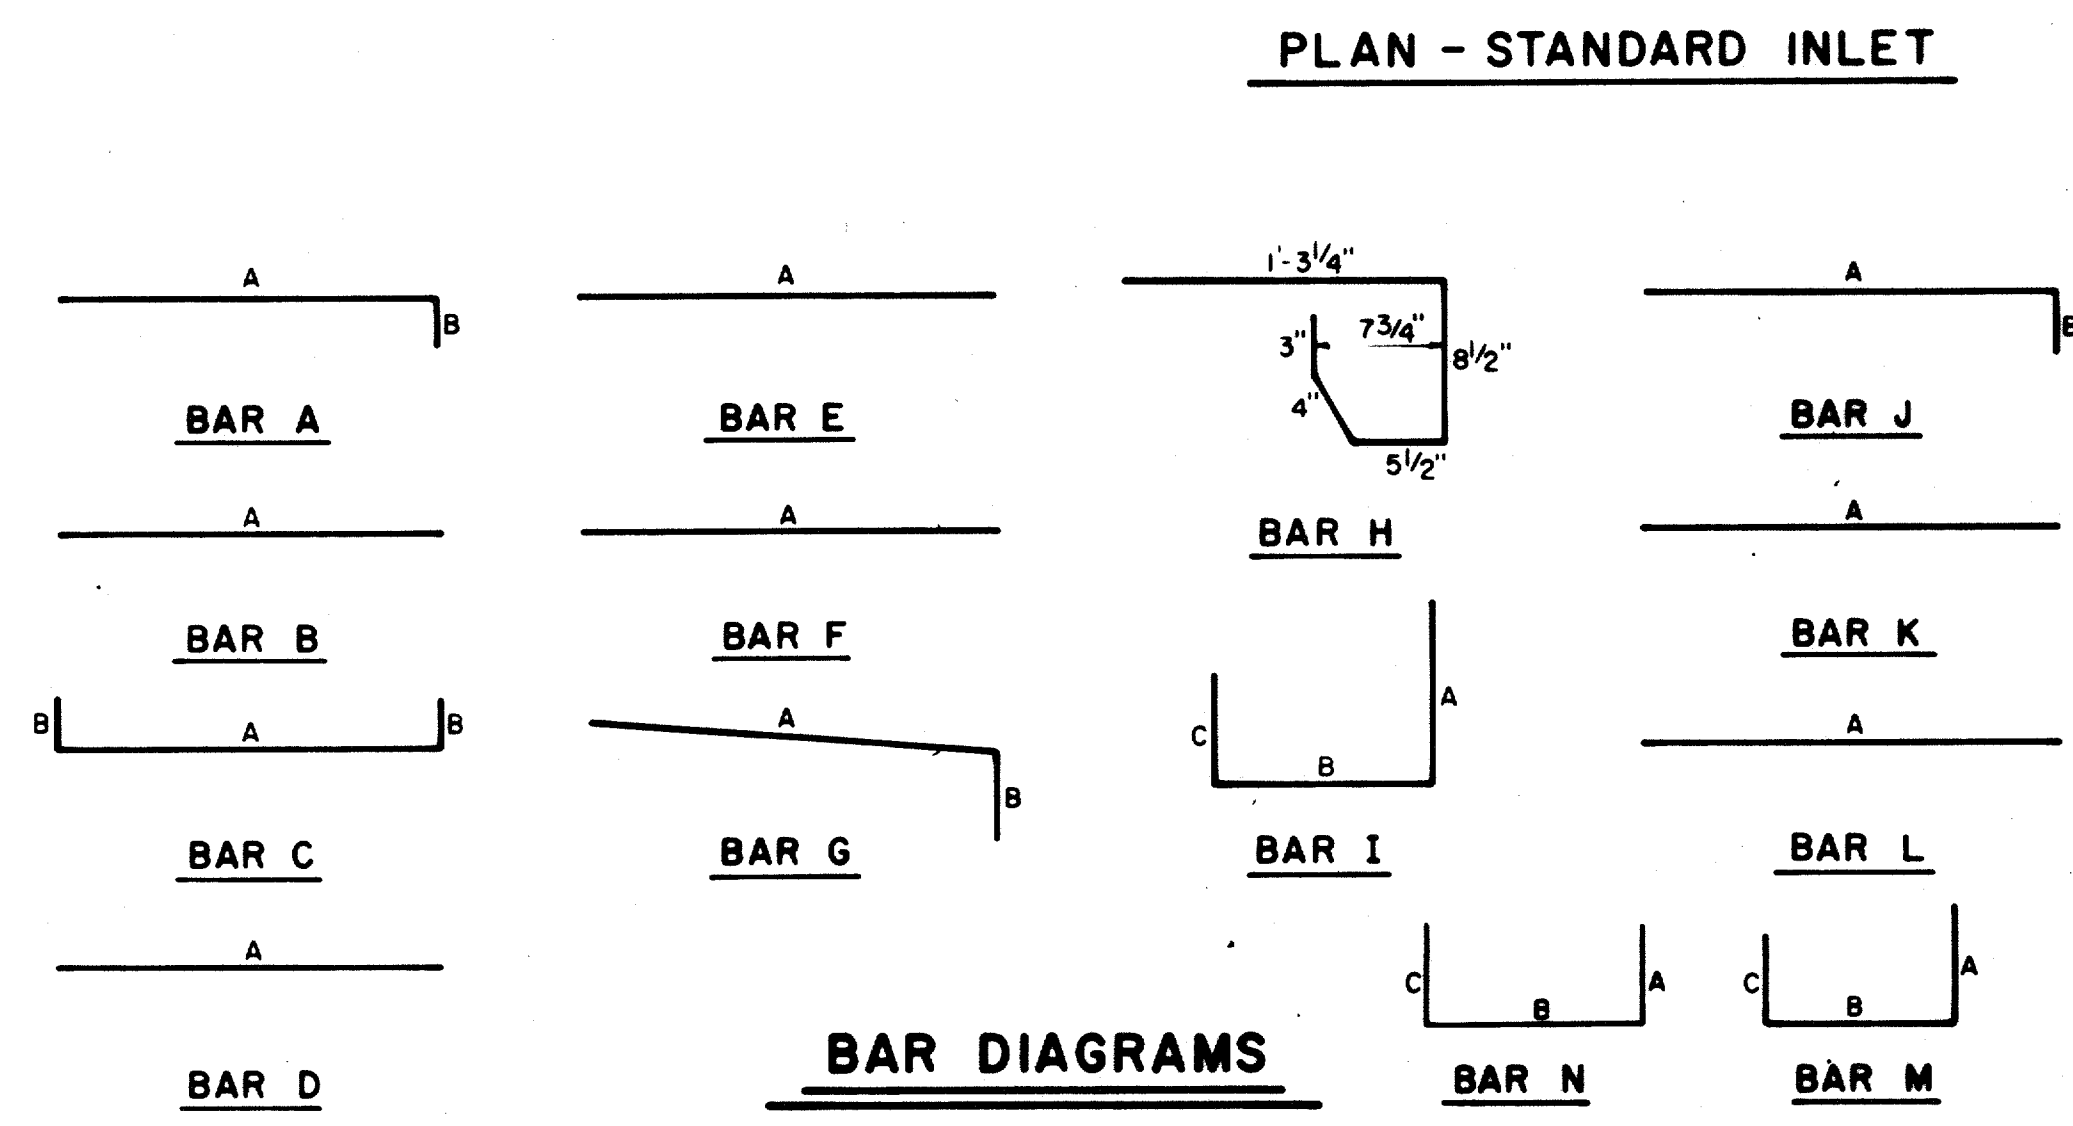 PLAN - STANDARD INLET
A
B
BAR A
A
BAR B
B
A
B
BAR C
A
BAR D
A
BAR E
A
BAR F
A
B
BAR G
1'-3 1/4"
3"
7 3/4"
8 1/2"
4"
5 1/2"
BAR H
C
B
A
BAR I
A
B
BAR J
A
BAR K
A
BAR L
C
B
A
BAR N
C
B
A
BAR M
BAR DIAGRAMS